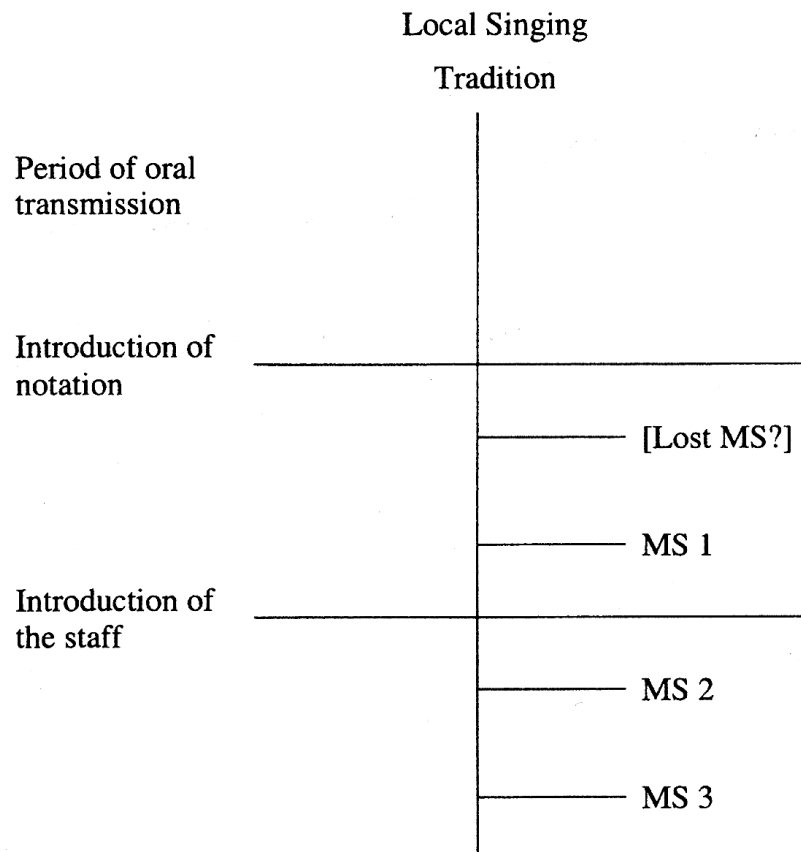 Local Singing
Tradition
Period of oral
transmission
Introduction of
notation
[Lost MS?]
MS 1
Introduction of
the staff
MS 2
MS 3